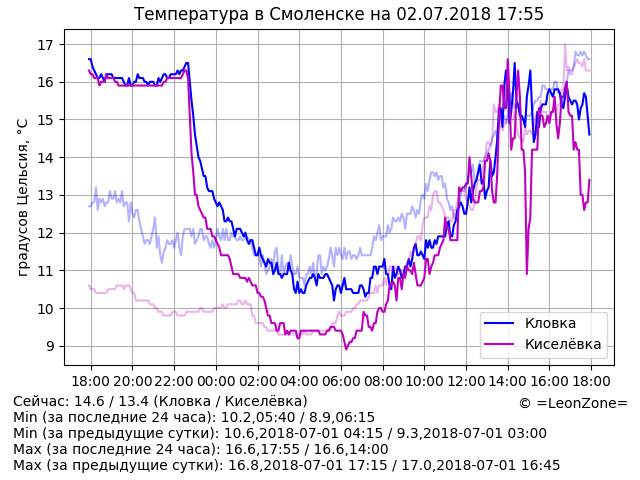 Температура в Смоленске на 02.07.2018 17:55
градусов Цельсия, °C
17
16
15
14
13
12
11
10
9
18:00 20:00 22:00 00:00 02:00 04:00 06:00 08:00 10:00 12:00 14:00 16:00 18:00
Кловка
Киселёвка
Сейчас: 14.6 / 13.4 (Кловка / Киселёвка)
© =LeonZone=
Min (за последние 24 часа): 10.2,05:40 / 8.9,06:15
Min (за предыдущие сутки): 10.6,2018-07-01 04:15 / 9.3,2018-07-01 03:00
Max (за последние 24 часа): 16.6,17:55 / 16.6,14:00
Max (за предыдущие сутки): 16.8,2018-07-01 17:15 / 17.0,2018-07-01 16:45